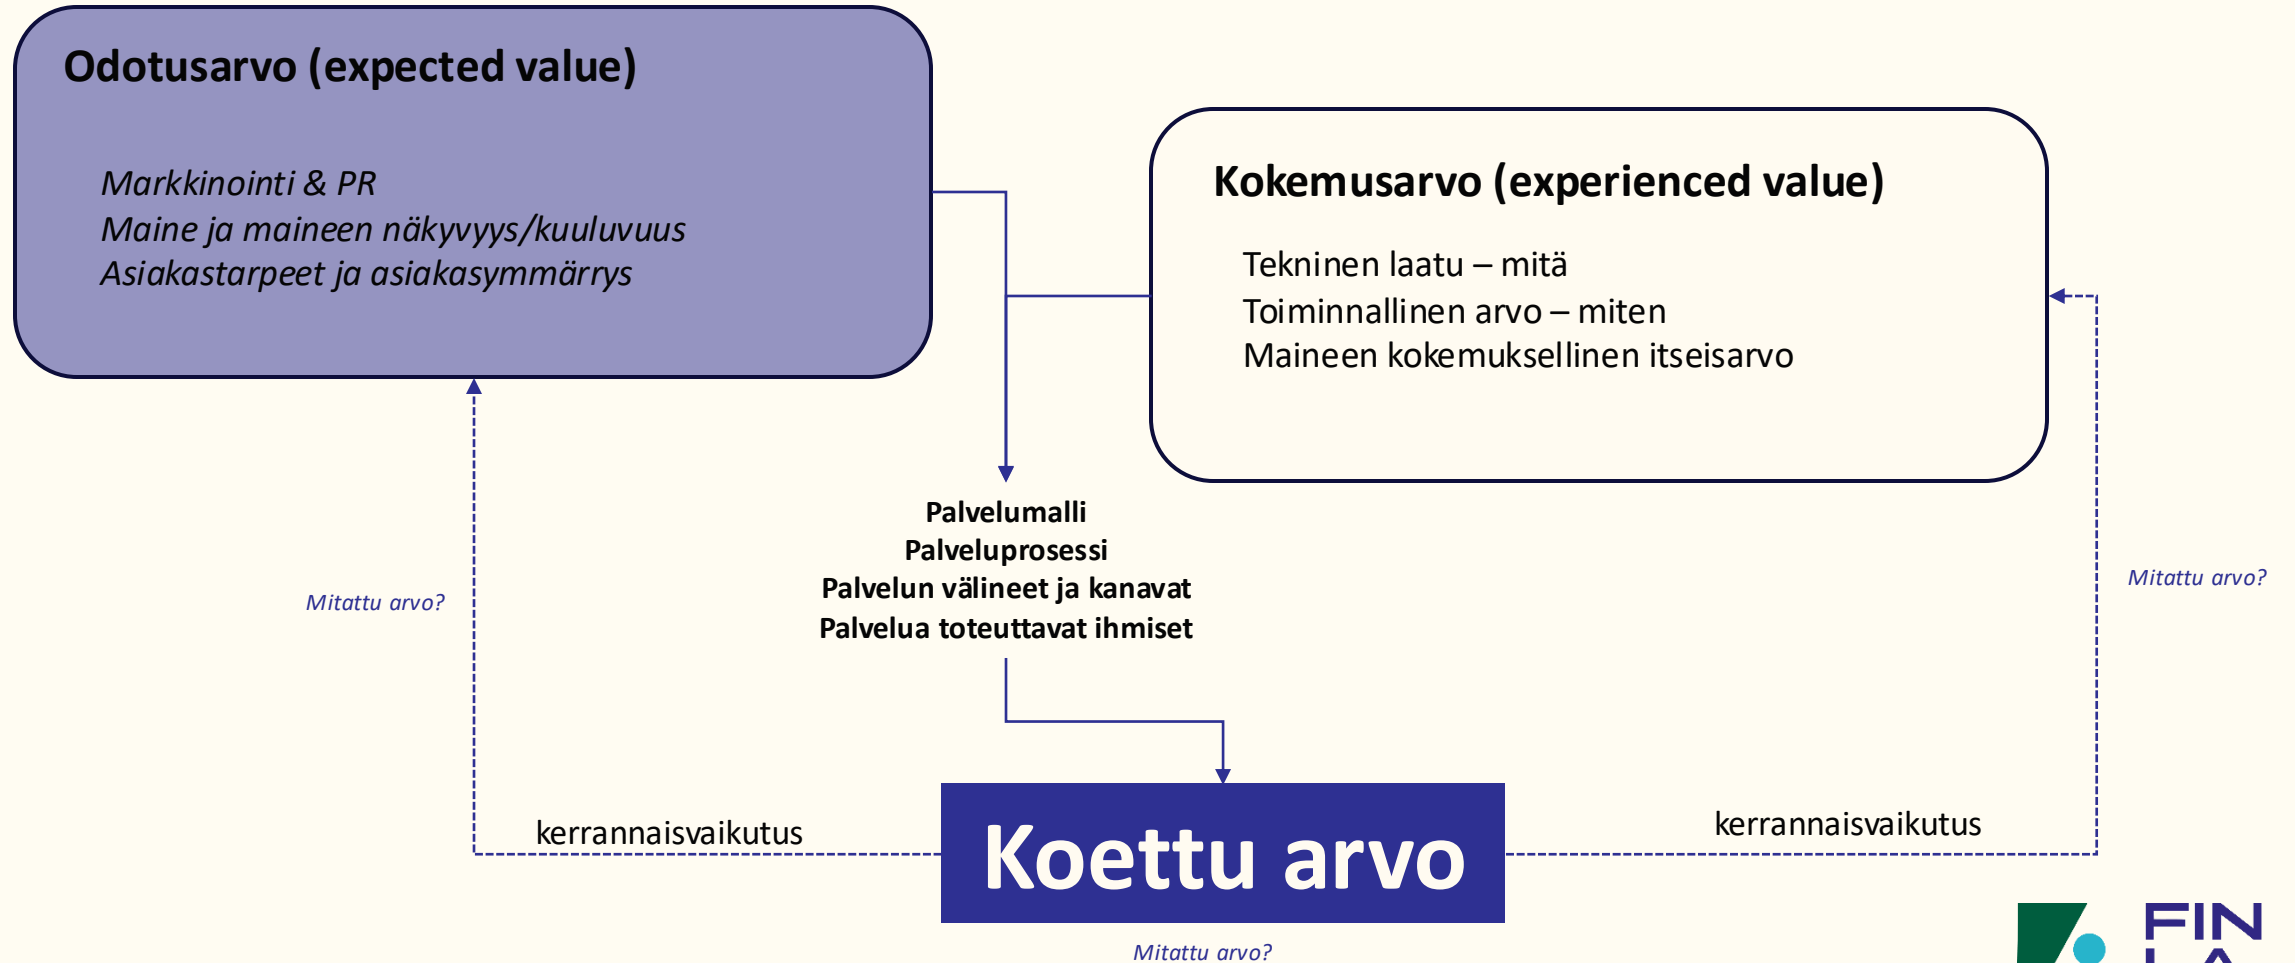 Odotusarvo (expected value)
Markkinointi & PR
Maine ja maineen näkyvyys/kuuluvuus
Asiakastarpeet ja asiakasymmärrys
Kokemusarvo (experienced value)
Tekninen laatu – mitä
Toiminnallinen arvo – miten
Maineen kokemuksellinen itseisarvo
Palvelumalli
Palveluprosessi
Palvelun välineet ja kanavat
Palvelua toteuttavat ihmiset
Mitattu arvo?
Mitattu arvo?
kerrannaisvaikutus
Koettu arvo
kerrannaisvaikutus
Mitattu arvo?
FIN